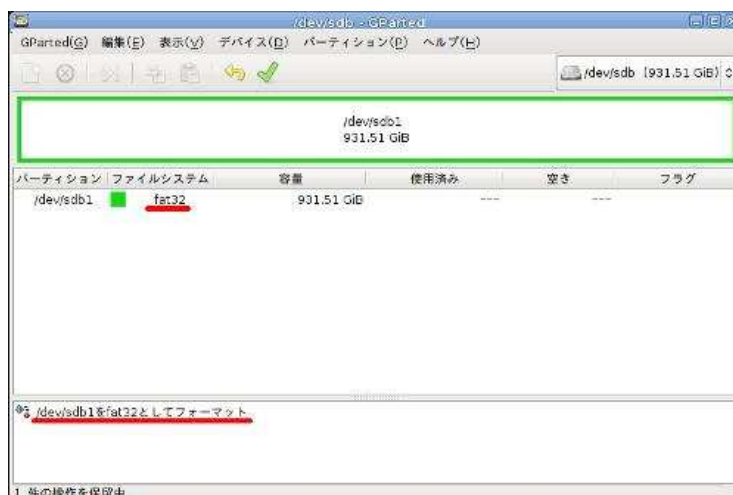 /dev/sdb - GParted
GParted(G) 編集(E) 表示(V) デバイス(D) パーティション(P) ヘルプ(H)
/dev/sdb (931.51 GiB)
/dev/sdb1
931.51 GiB
パーティション ファイルシステム 容量 使用済み 空き フラグ
/dev/sdb1 fat32 931.51 GiB --- ---
/dev/sdb1をfat32としてフォーマット
1 件の操作を保留中